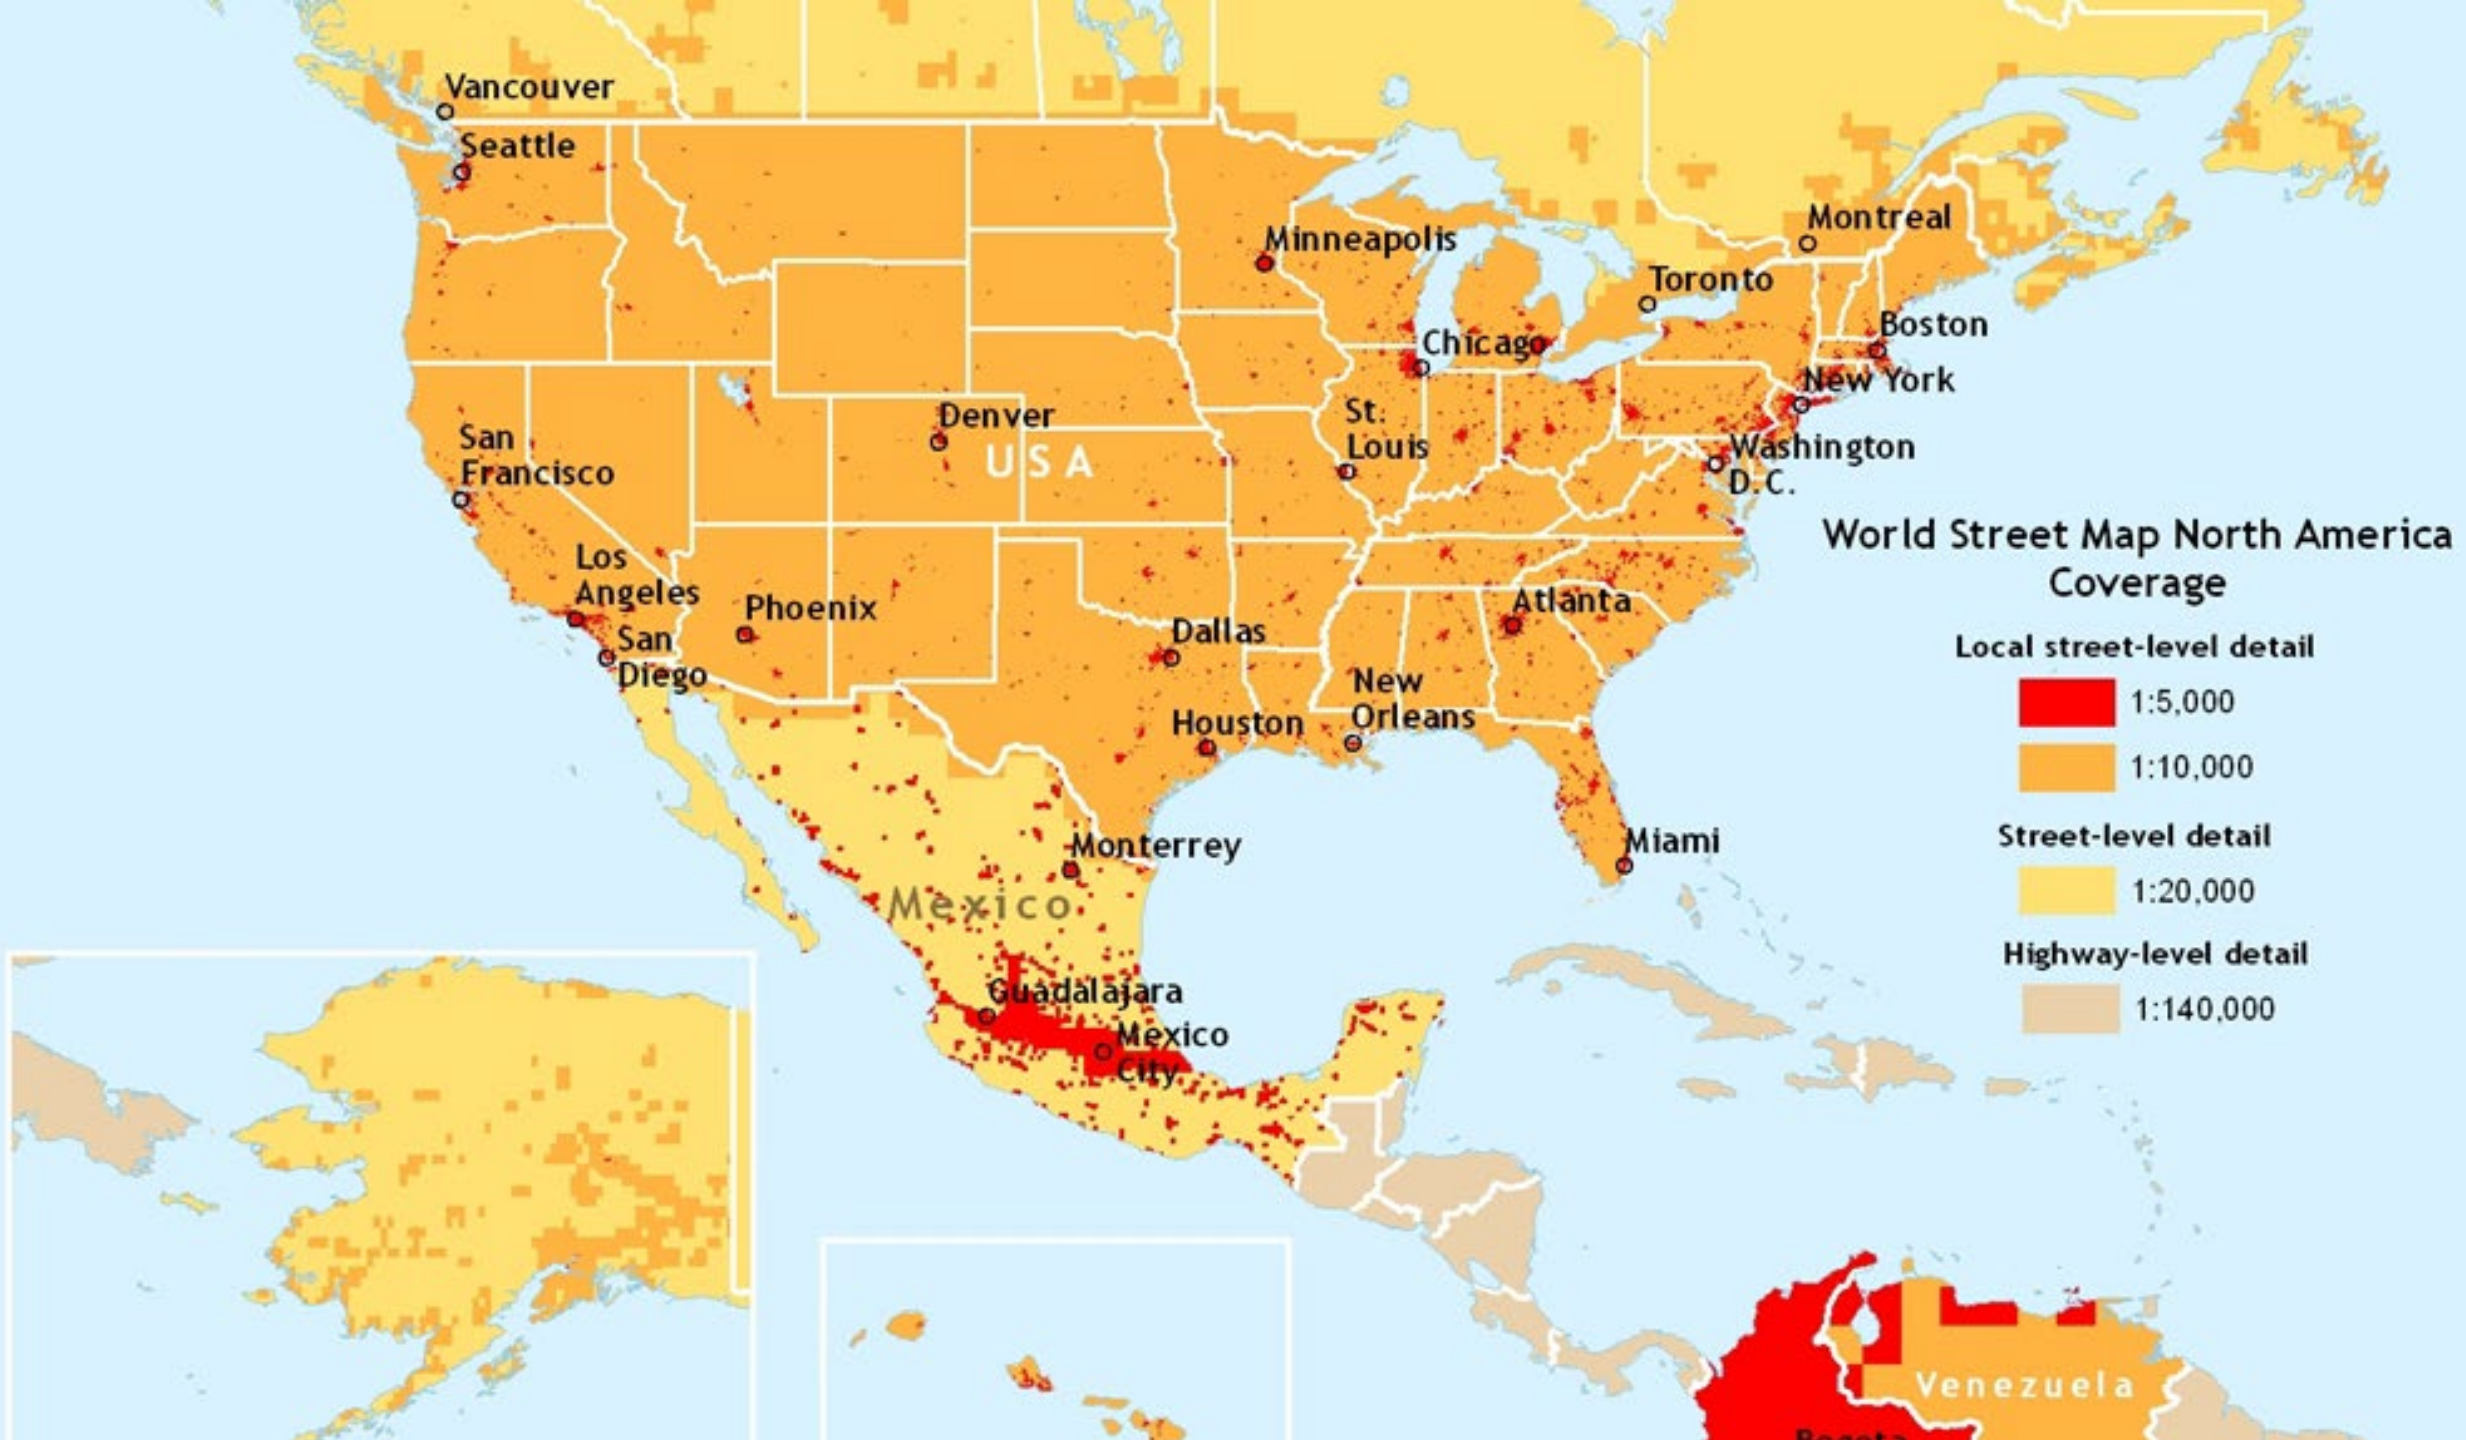 Vancouver
Seattle
Montreal
Minneapolis
Toronto
Boston
Chicago
New York
Denver
St.
Louis
USA
San
Francisco
Washington
D.C.
World Street Map North America
Coverage
Los
Angeles
Phoenix
Atlanta
San
Diego
Dallas
Local street-level detail
New
Orleans
1:5,000
Houston
1:10,000
Monterrey
Miami
Street-level detail
1:20,000
Mexico
Highway-level detail
Guadalajara
1:140,000
Mexico
City
Venezuela
Bogota